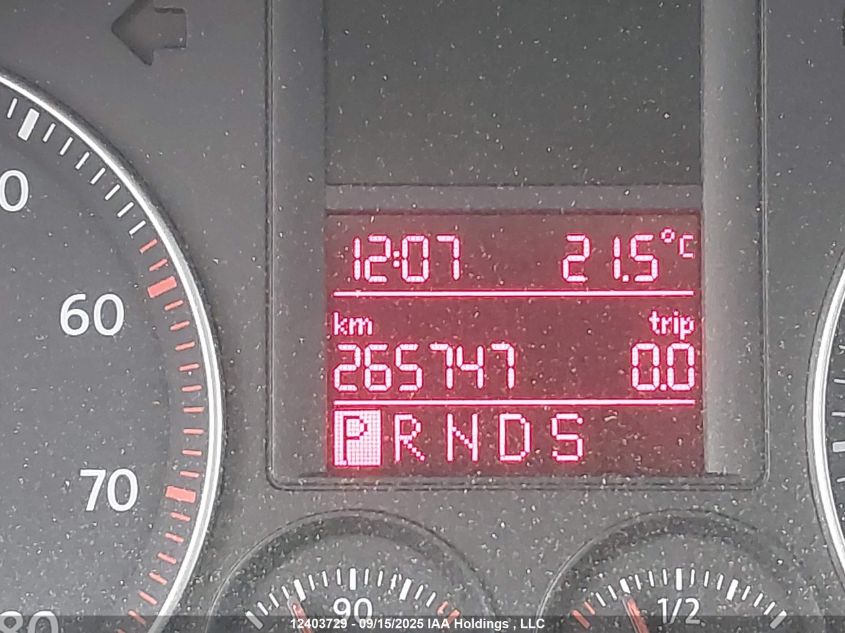 12:07 21.5°C
km trip
265747 0.0
P R N D S
60
70
80
90
1/2
12403729 - 09/15/2025 IAA Holdings , LLC